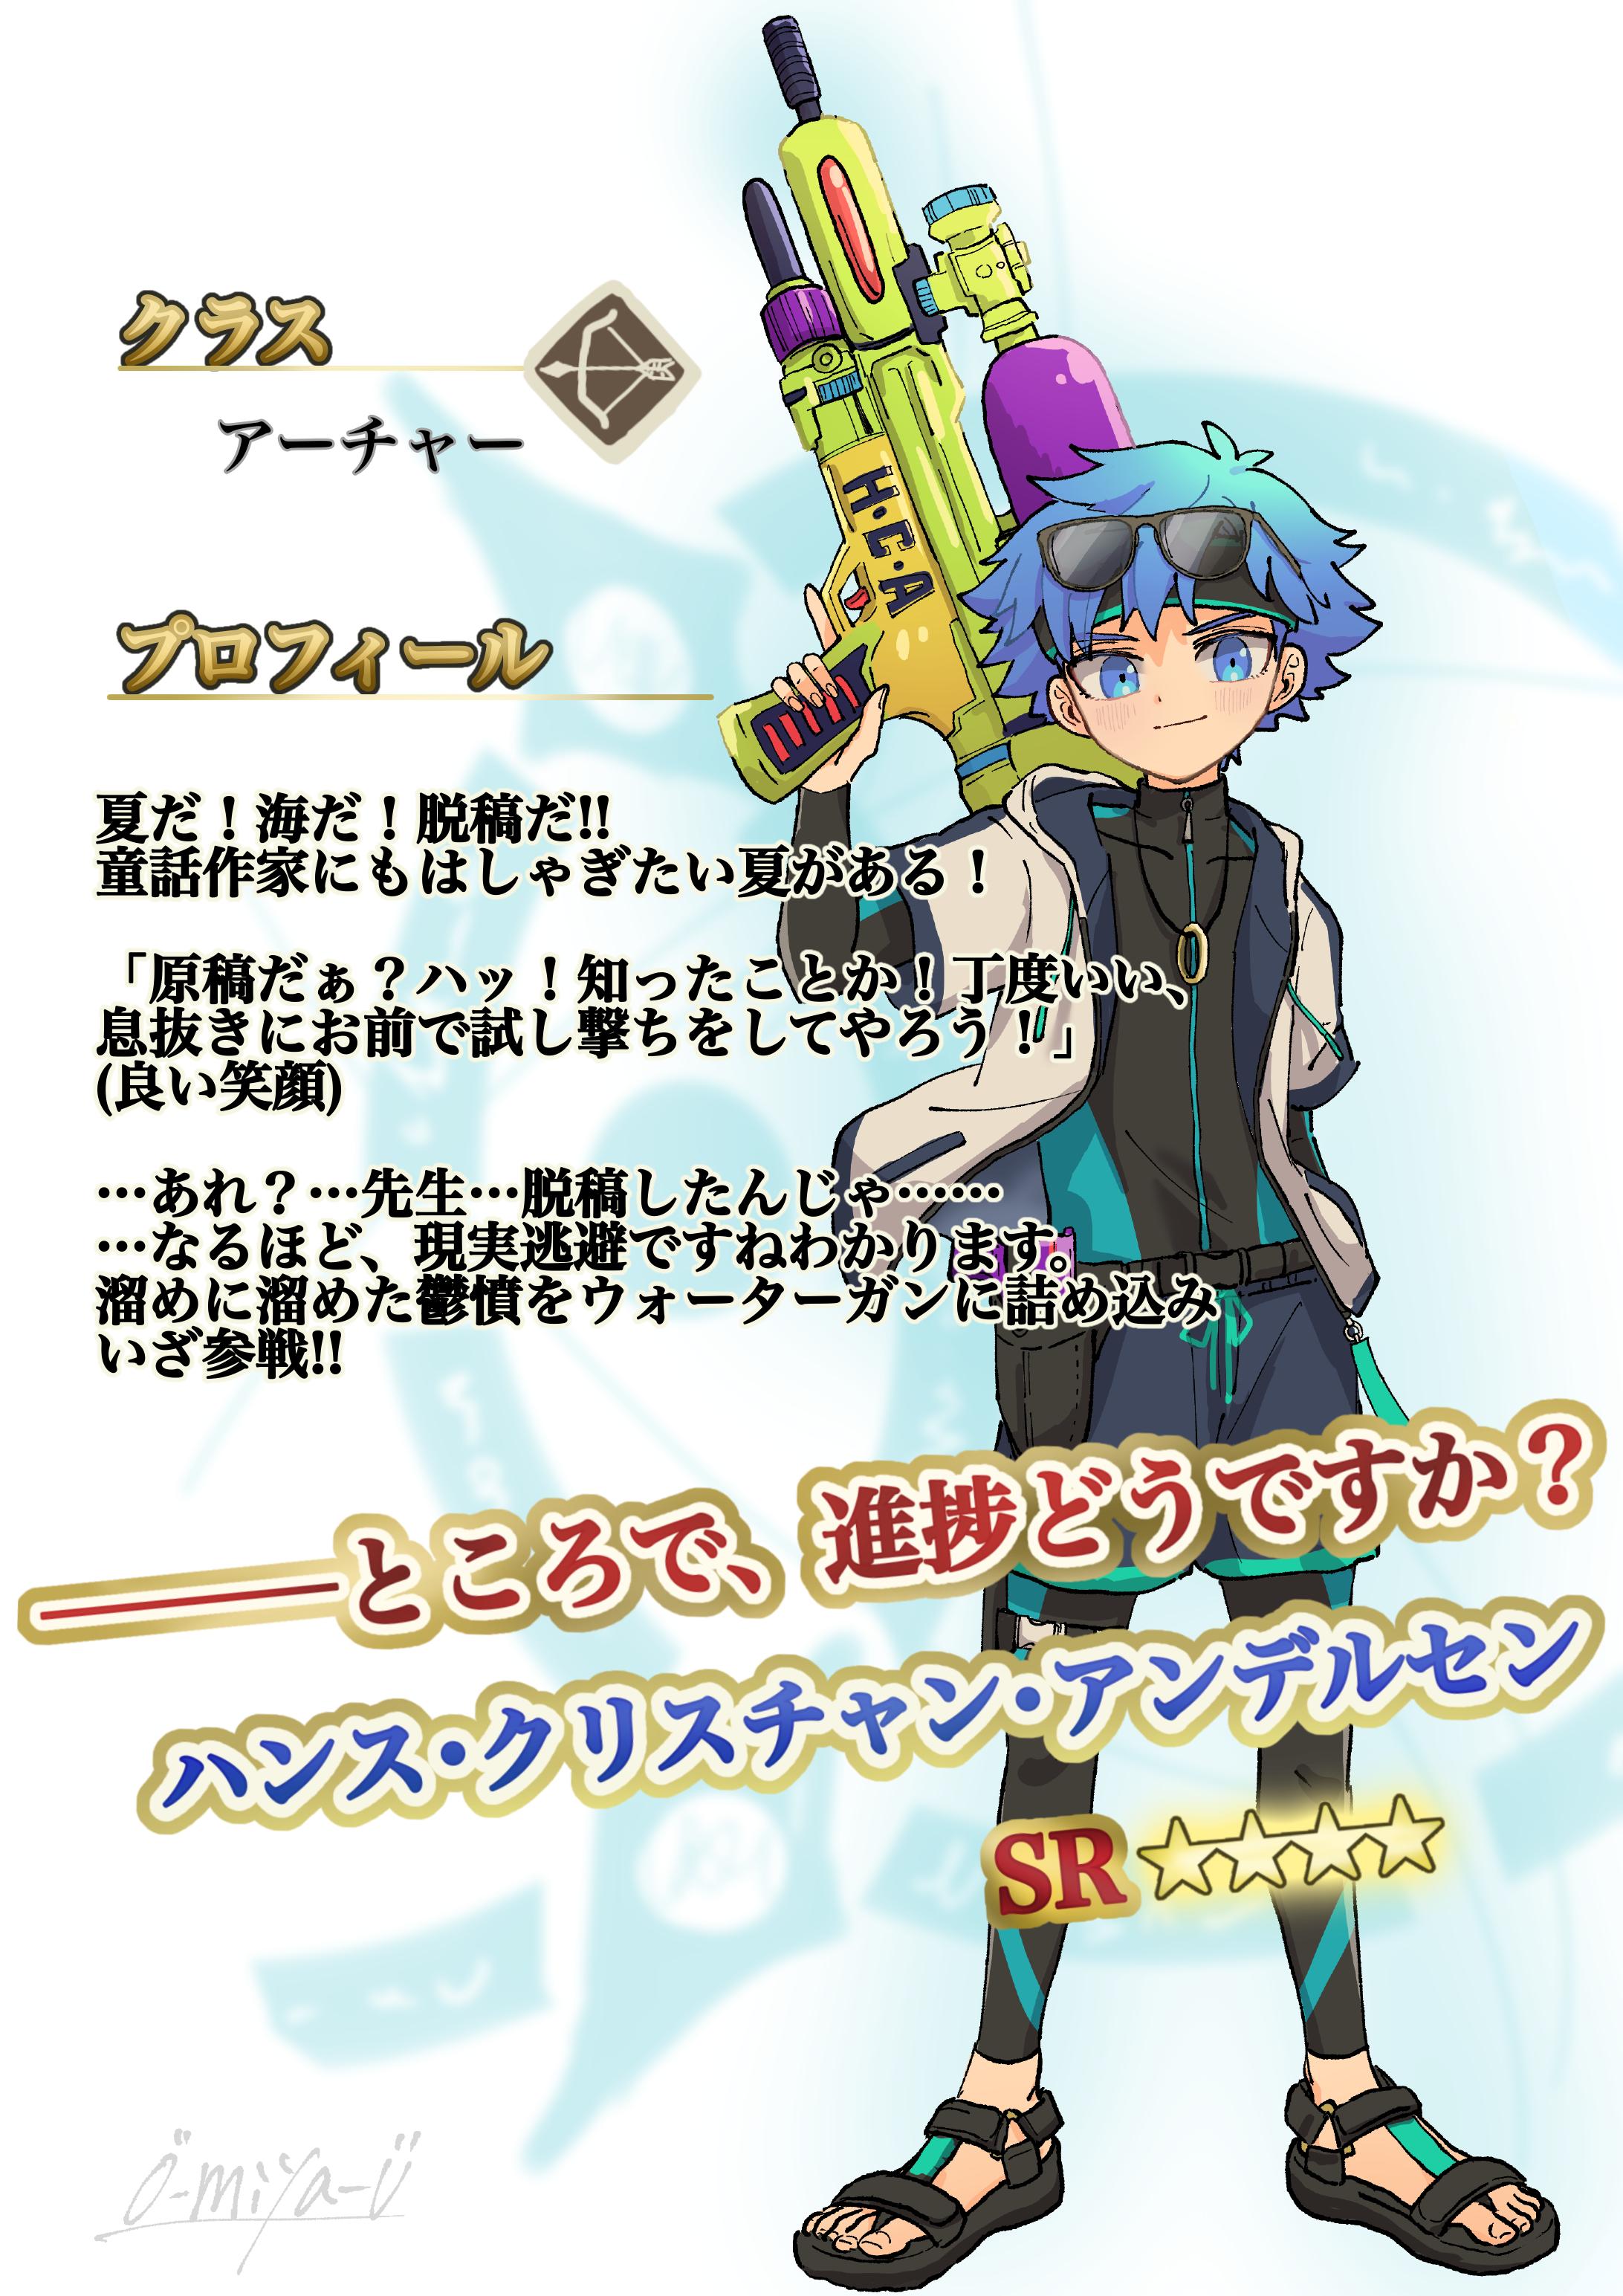 クラス
アーチャー
H・C・A
プロフィール
夏だ！海だ！脱稿だ!!
童話作家にもはしゃぎたい夏がある！
「原稿だぁ？ハッ！知ったことか！丁度いい、
息抜きにお前で試し撃ちをしてやろう！」
(良い笑顔)
…あれ？…先生…脱稿したんじゃ……
…なるほど、現実逃避ですねわかります。
溜めに溜めた鬱憤をウォーターガンに詰め込み
いざ参戦!!
――ところで、進捗どうですか？
ハンス・クリスチャン・アンデルセン
SR ☆☆☆☆
ö-miya-ü